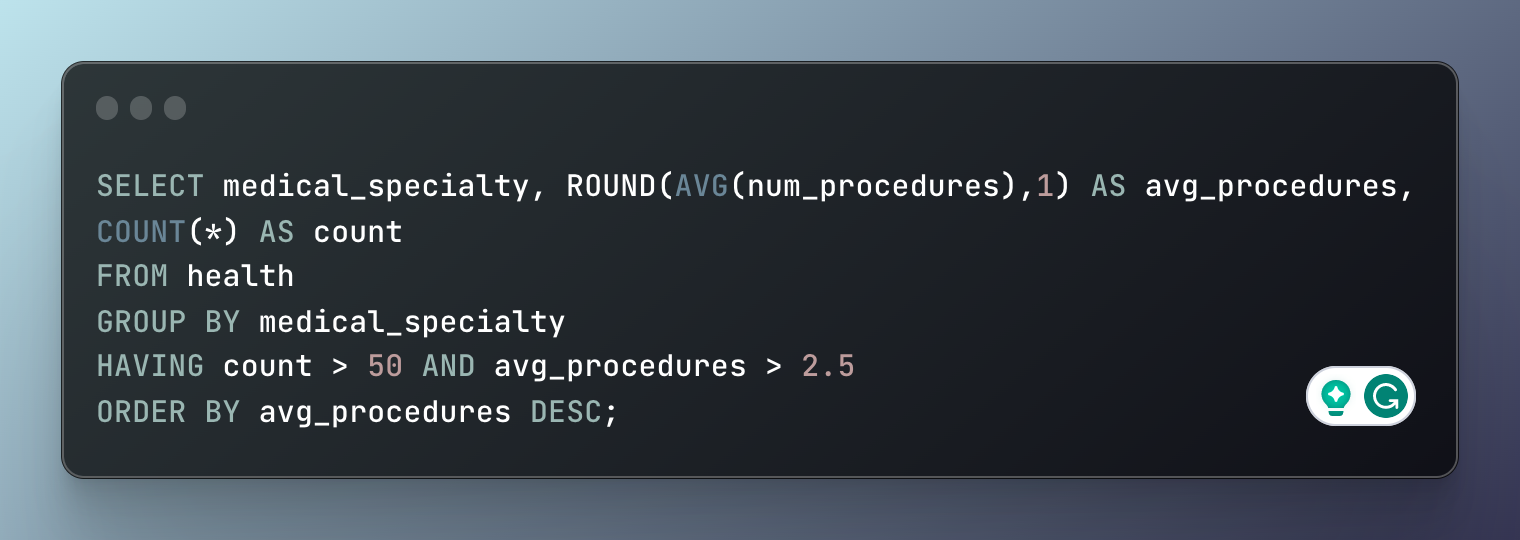 SELECT medical_specialty, ROUND(AVG(num_procedures),1) AS avg_procedures,
COUNT(*) AS count
FROM health
GROUP BY medical_specialty
HAVING count > 50 AND avg_procedures > 2.5
ORDER BY avg_procedures DESC;